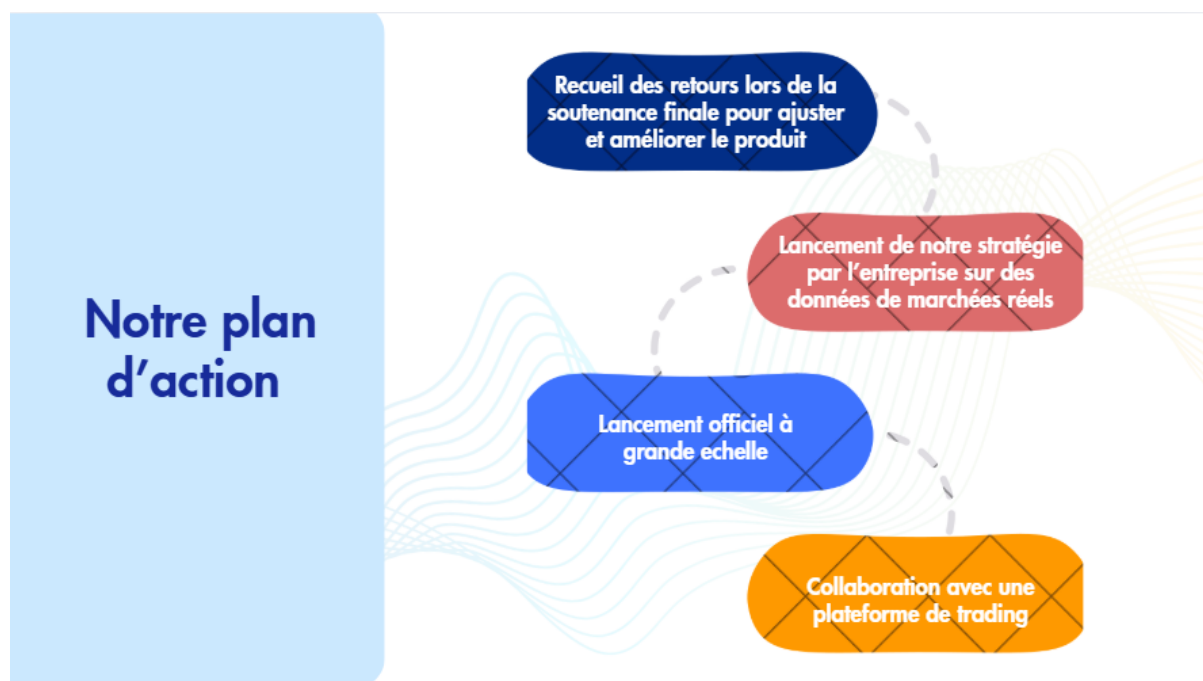 Notre plan
d’action
Recueil des retours lors de la
soutenance finale pour ajuster
et améliorer le produit
Lancement de notre stratégie
par l’entreprise sur des
données de marchées réels
Lancement officiel à
grande echelle
Collaboration avec une
plateforme de trading